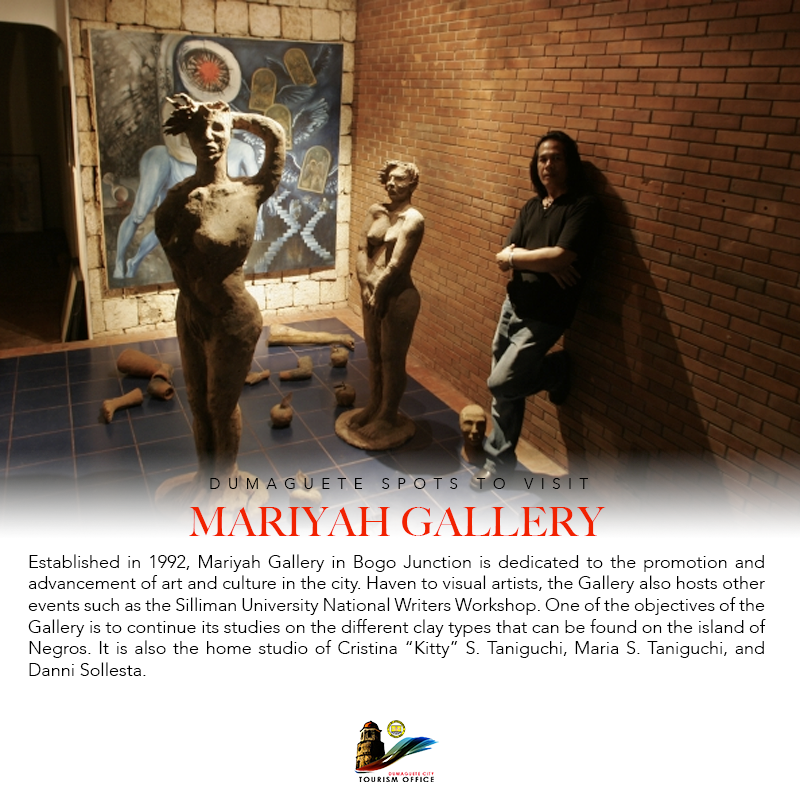 DUMAGUETE SPOTS TO VISIT
MARIYAH GALLERY
Established in 1992, Mariyah Gallery in Bogo Junction is dedicated to the promotion and
advancement of art and culture in the city. Haven to visual artists, the Gallery also hosts other
events such as the Silliman University National Writers Workshop. One of the objectives of the
Gallery is to continue its studies on the different clay types that can be found on the island of
Negros. It is also the home studio of Cristina “Kitty” S. Taniguchi, Maria S. Taniguchi, and
Danni Sollesta.
DUMAGUETE CITY
TOURISM OFFICE